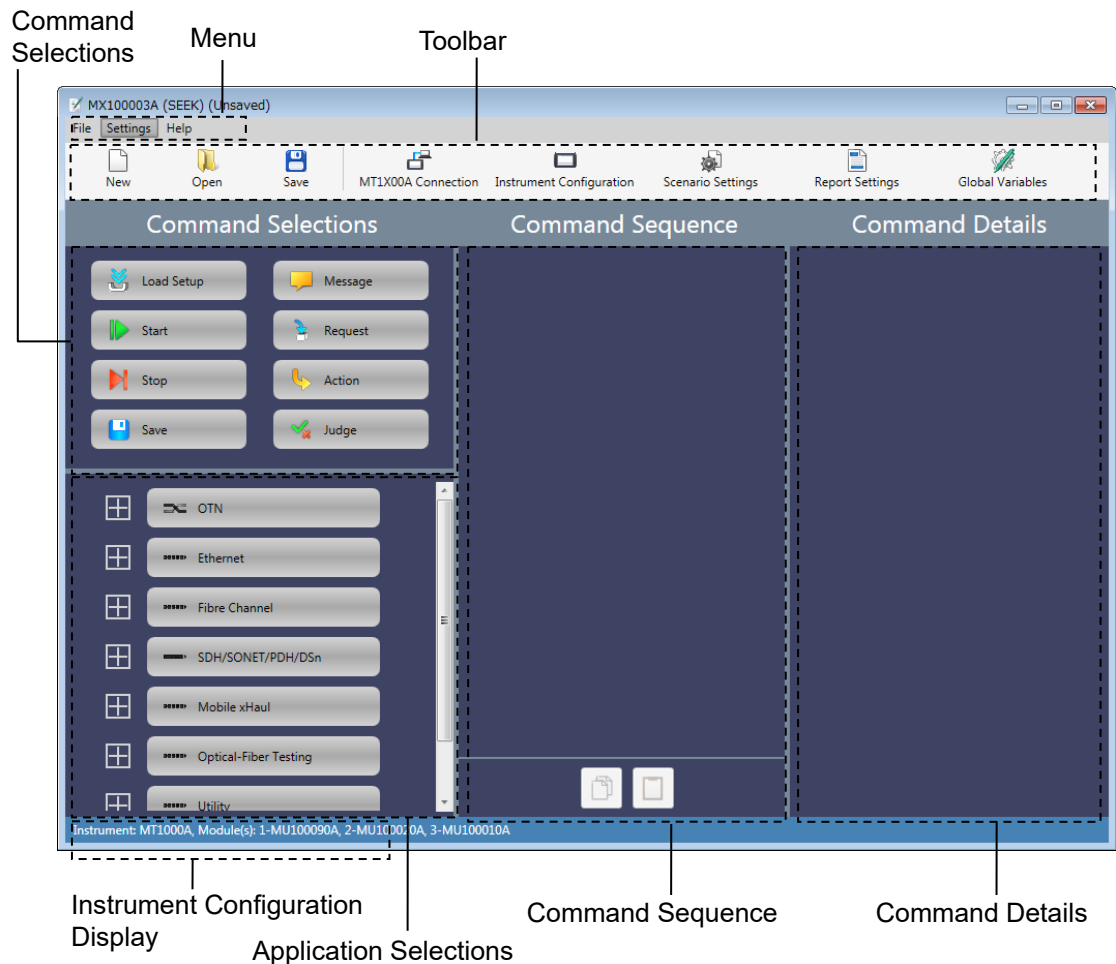 Command
Selections
Menu
Toolbar
MX100003A (SEEK) (Unsaved)
File Settings Help
New Open Save MT1X00A Connection Instrument Configuration Scenario Settings Report Settings Global Variables
Command Selections Command Sequence Command Details
Load Setup Message
Start Request
Stop Action
Save Judge
OTN
Ethernet
Fibre Channel
SDH/SONET/PDH/DSn
Mobile xHaul
Optical-Fiber Testing
Utility
Instrument: MT1000A, Module(s): 1-MU100090A, 2-MU100020A, 3-MU100010A
Instrument Configuration
Display
Application Selections
Command Sequence
Command Details